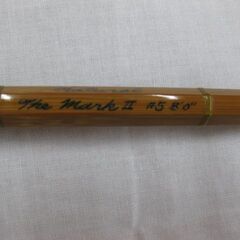 The Mark II #5 8'0"